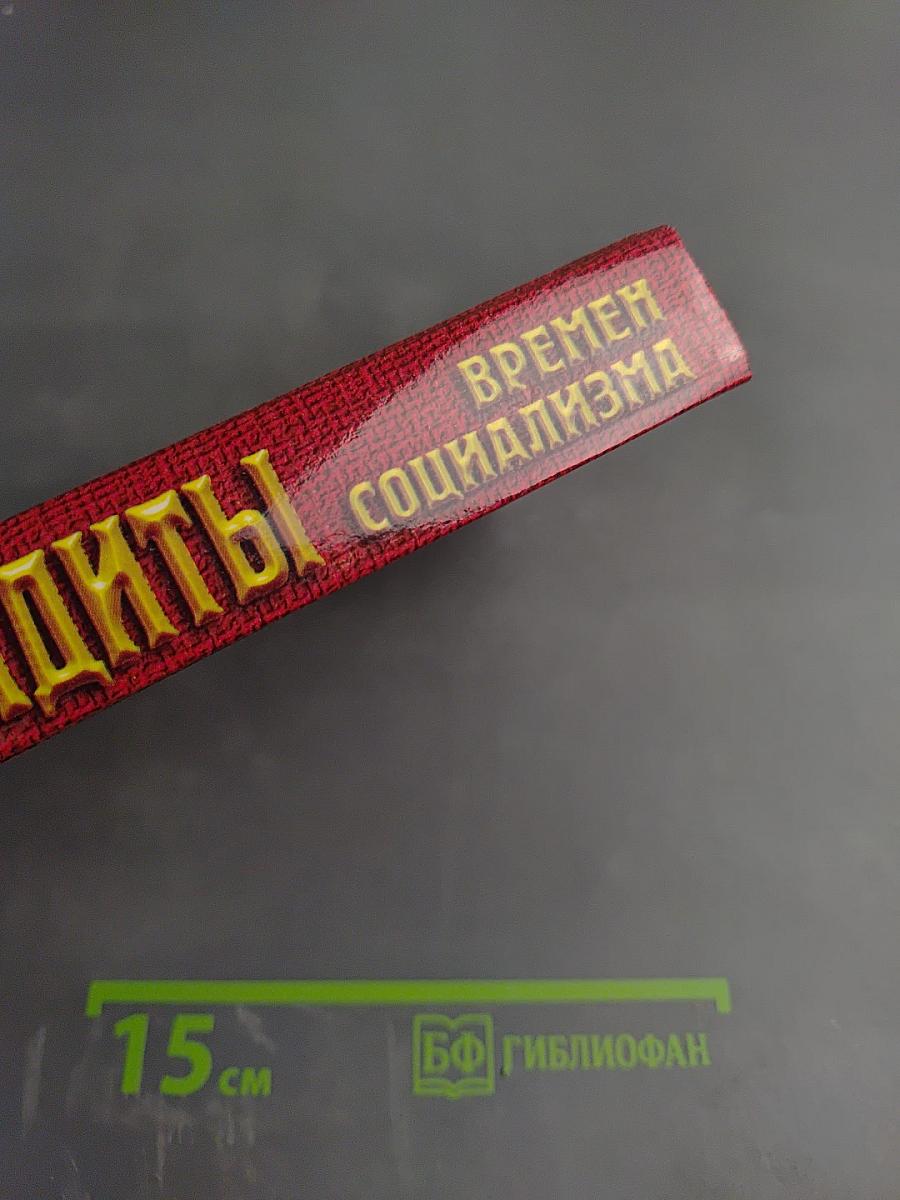 ДИТЫ
ВРЕМЕН
СОЦИАЛИЗМА
15 см
БФ ГИБЛИОФАН